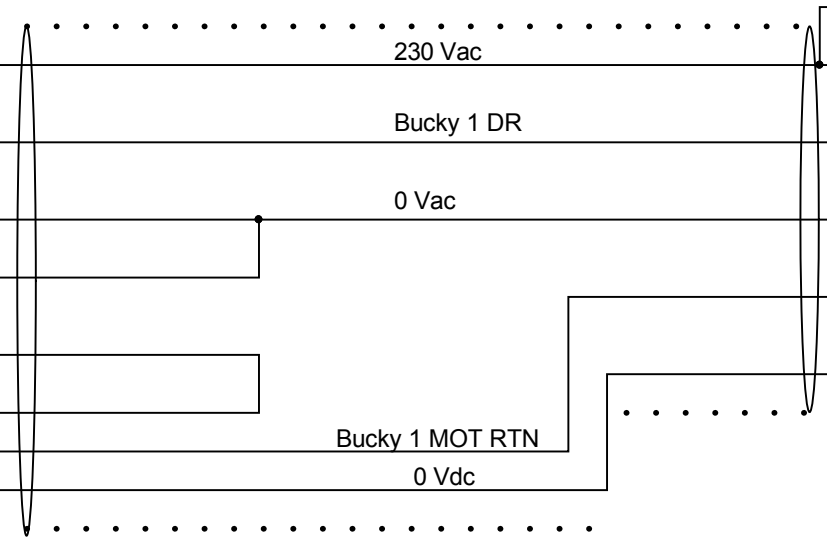 230 Vac
Bucky 1 DR
0 Vac
Bucky 1 MOT RTN
0 Vdc